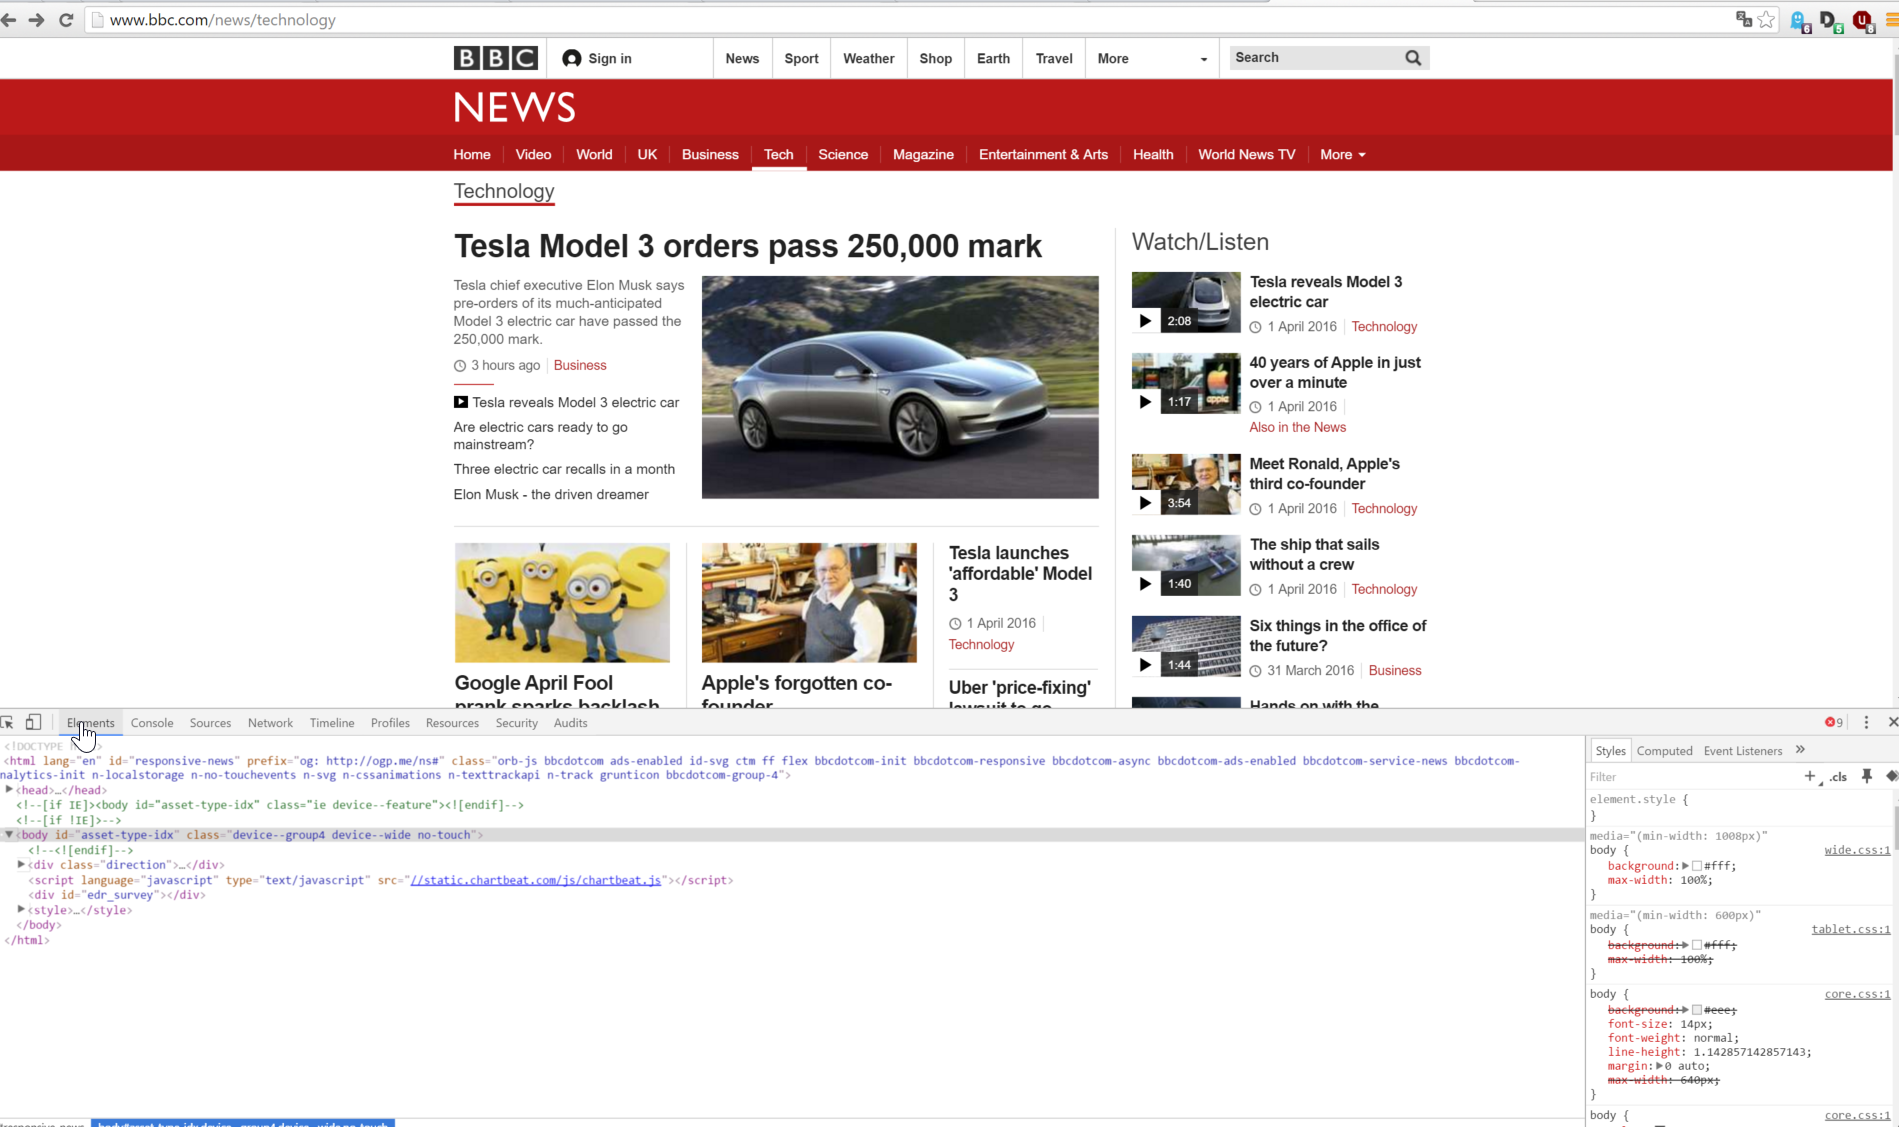 www.bbc.com/news/technology
6
5
8
BBC
Sign in
News
Sport
Weather
Shop
Earth
Travel
More
Search
NEWS
Home
Video
World
UK
Business
Tech
Science
Magazine
Entertainment & Arts
Health
World News TV
More
Technology
Tesla Model 3 orders pass 250,000 mark
Tesla chief executive Elon Musk says
pre-orders of its much-anticipated
Model 3 electric car have passed the
250,000 mark.
3 hours ago
Business
Tesla reveals Model 3 electric car
Are electric cars ready to go
mainstream?
Three electric car recalls in a month
Elon Musk - the driven dreamer
Google April Fool
prank sparks backlash
Apple's forgotten co-
founder
Tesla launches
'affordable' Model
3
1 April 2016
Technology
Uber 'price-fixing'
lawsuit to go
Watch/Listen
2:08
Tesla reveals Model 3
electric car
1 April 2016
Technology
apple
1:17
40 years of Apple in just
over a minute
1 April 2016
Also in the News
3:54
Meet Ronald, Apple's
third co-founder
1 April 2016
Technology
1:40
The ship that sails
without a crew
1 April 2016
Technology
1:44
Six things in the office of
the future?
31 March 2016
Business
Hands on with the
Elements
Console
Sources
Network
Timeline
Profiles
Resources
Security
Audits
9
<!DOCTYPE
<html lang="en" id="responsive-news" prefix="og: http://ogp.me/ns#" class="orb-js bbcdotcom ads-enabled id-svg ctm ff flex bbcdotcom-init bbcdotcom-responsive bbcdotcom-async bbcdotcom-ads-enabled bbcdotcom-service-news bbcdotcom-
nalytics-init n-localstorage n-no-touchevents n-svg n-cssanimations n-texttrackapi n-track grunticon bbcdotcom-group-4">
<head>…</head>
<!--[if IE]><body id="asset-type-idx" class="ie device--feature"><![endif]-->
<!--[if !IE]>-->
<body id="asset-type-idx" class="device--group4 device--wide no-touch">
<!--<![endif]-->
<div class="direction">…</div>
<script language="javascript" type="text/javascript" src="//static.chartbeat.com/js/chartbeat.js"></script>
<div id="edr_survey"></div>
<style>…</style>
</body>
</html>
Styles
Computed
Event Listeners
Filter
.cls
element.style {
}
media="(min-width: 1008px)"
body {
wide.css:1
background: #fff;
max-width: 100%;
}
media="(min-width: 600px)"
body {
tablet.css:1
background: #fff;
max-width: 100%;
}
body {
core.css:1
background: #eee;
font-size: 14px;
font-weight: normal;
line-height: 1.142857142857143;
margin: 0 auto;
max-width: 640px;
}
body {
core.css:1